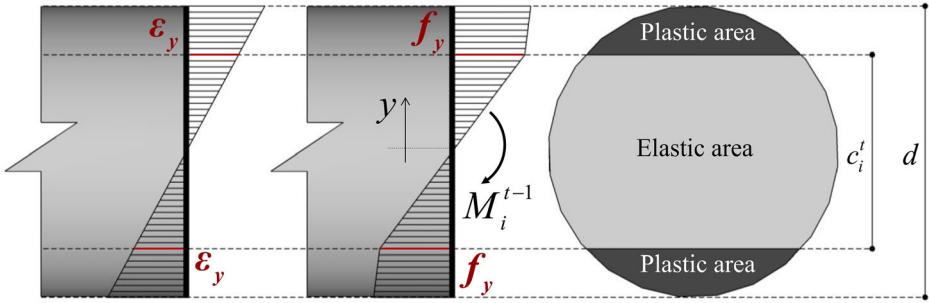 ε_y
f_y
Plastic area
y
Elastic area
c_i^t
d
M_i^{t-1}
ε_y
f_y
Plastic area